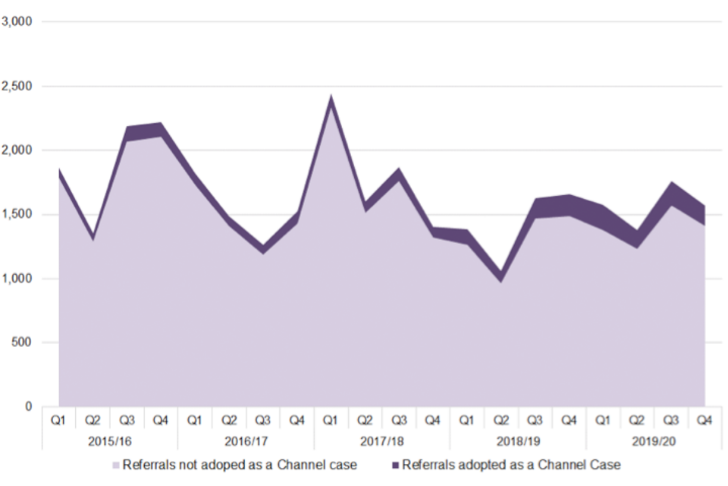 3,000
2,500
2,000
1,500
1,000
500
0
Q1 Q2 Q3 Q4 Q1 Q2 Q3 Q4 Q1 Q2 Q3 Q4 Q1 Q2 Q3 Q4 Q1 Q2 Q3 Q4
2015/16 2016/17 2017/18 2018/19 2019/20
Referrals not adoped as a Channel case Referrals adopted as a Channel Case